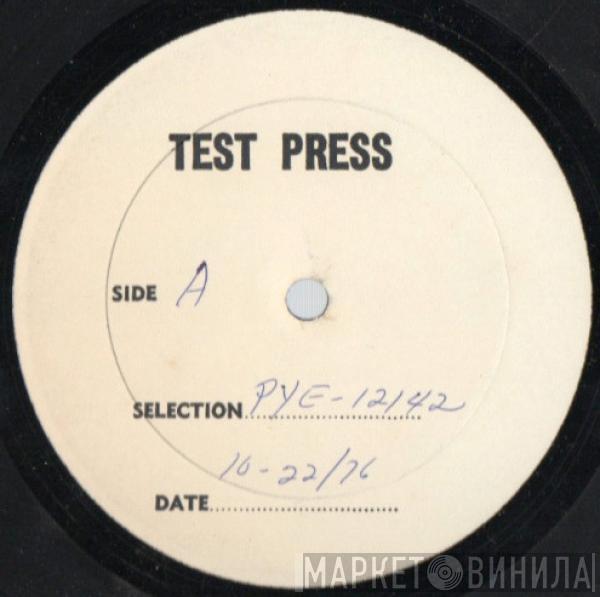 TEST PRESS
SIDE A
SELECTION PYE-12142
10-22/76
DATE
МАРКЕТ ВИНИЛА